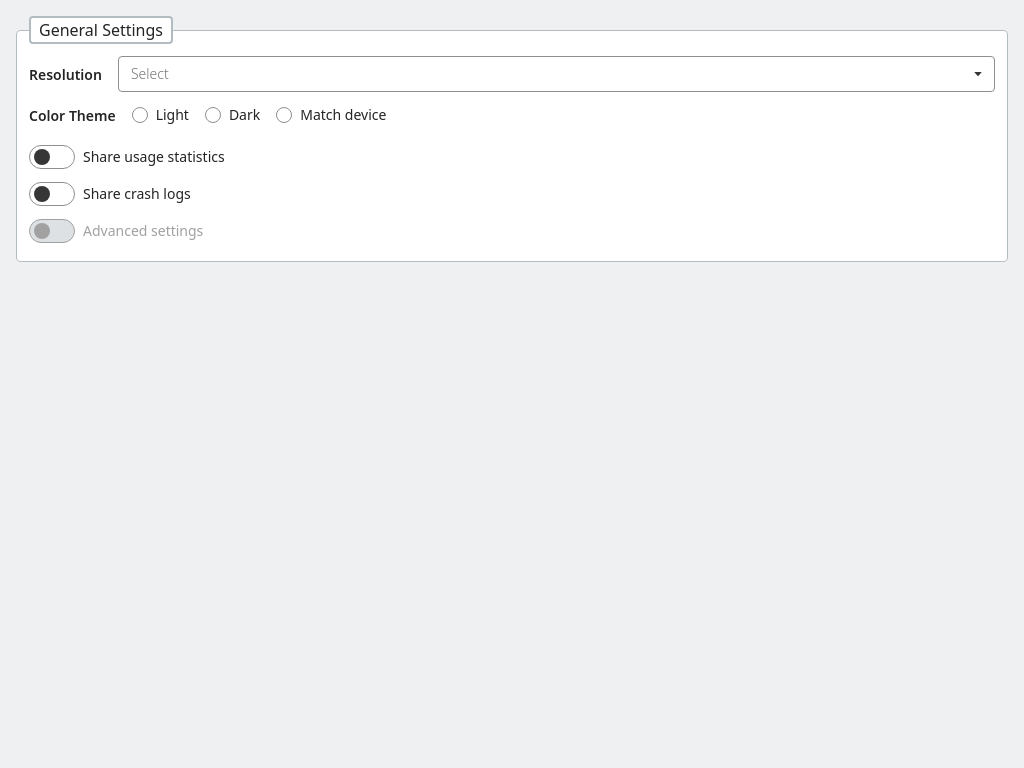 General Settings
Resolution Select
Color Theme Light Dark Match device
Share usage statistics
Share crash logs
Advanced settings